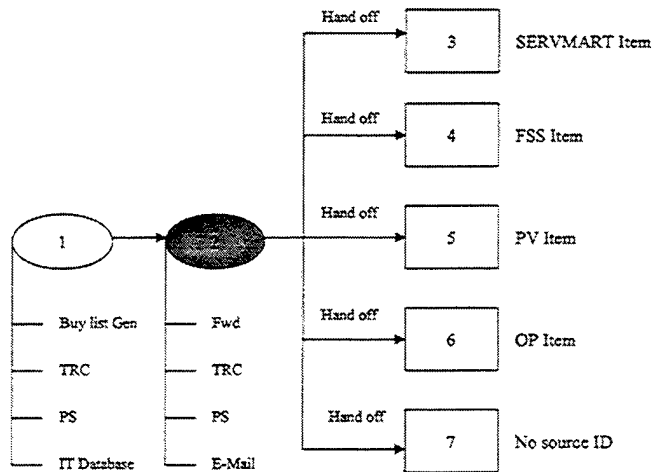 Hand off
3 SERVMART Item
Hand off
4 FSS Item
Hand off
1 2 5 PV Item
Buy list Gen Fwd
Hand off
6 OP Item
TRC TRC
PS PS
Hand off
7 No source ID
IT Database E-Mail